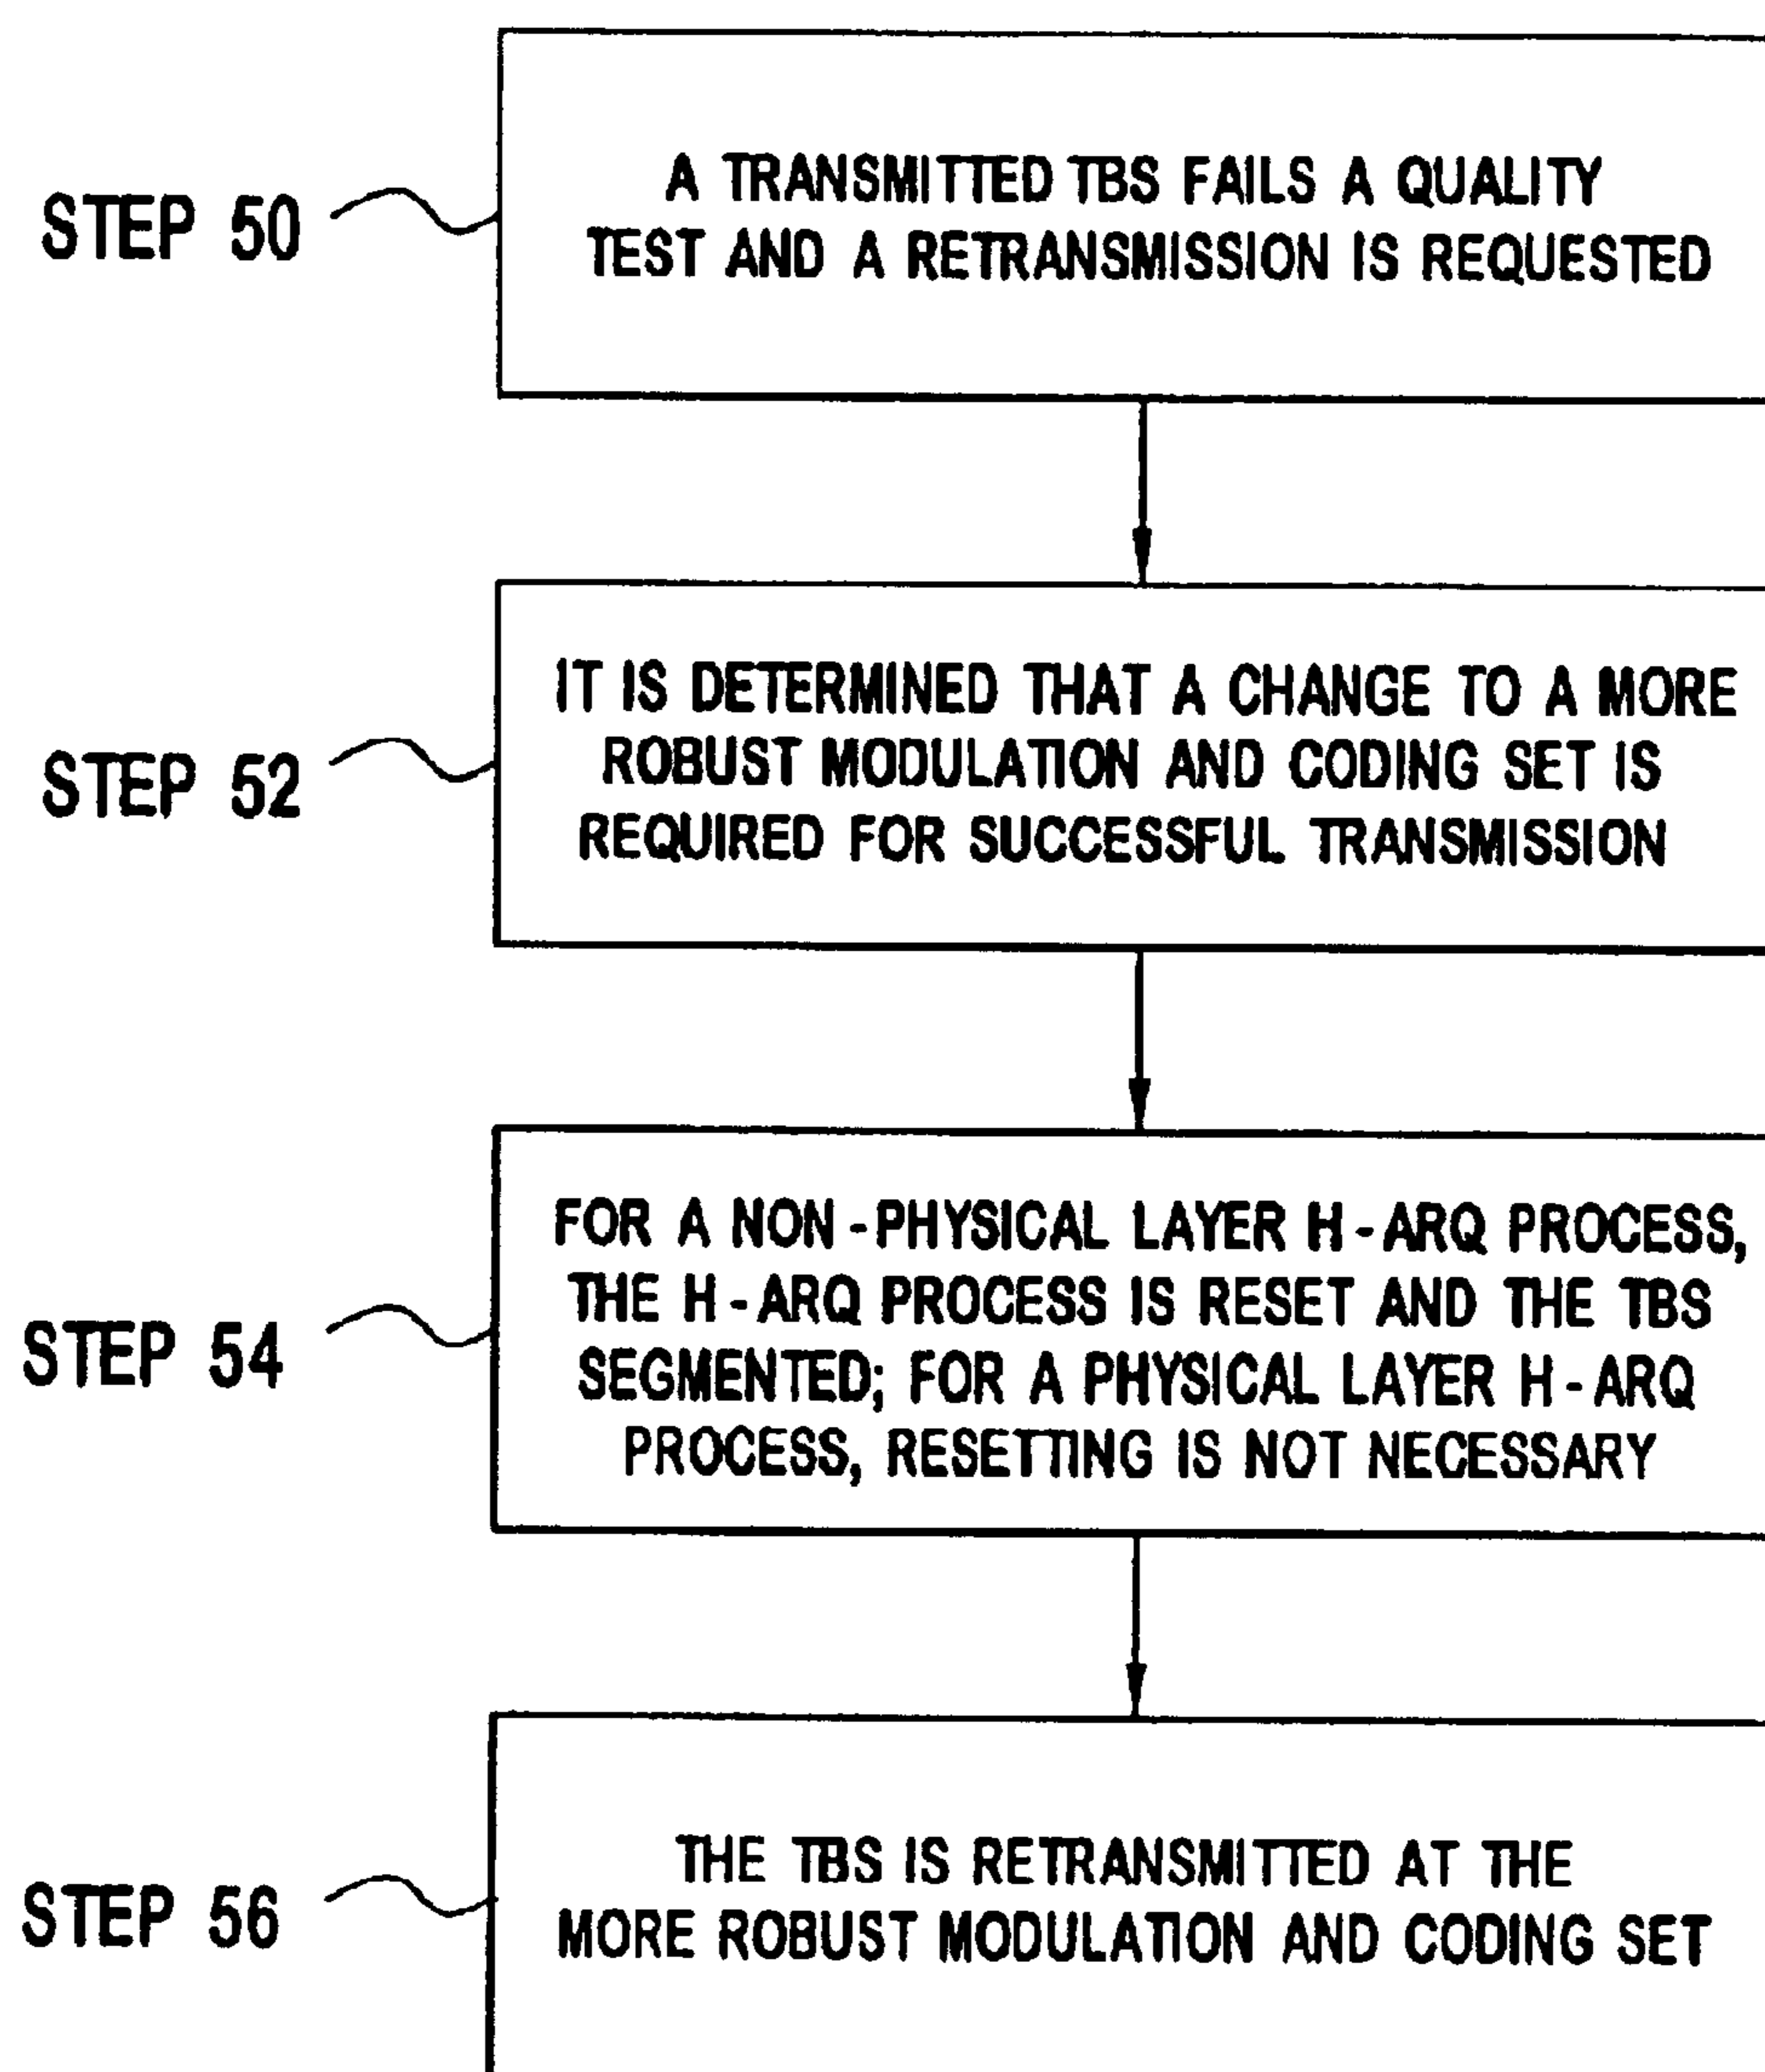 STEP 50
A TRANSMITTED TBS FAILS A QUALITY
TEST AND A RETRANSMISSION IS REQUESTED
STEP 52
IT IS DETERMINED THAT A CHANGE TO A MORE
ROBUST MODULATION AND CODING SET IS
REQUIRED FOR SUCCESSFUL TRANSMISSION
STEP 54
FOR A NON-PHYSICAL LAYER H-ARQ PROCESS,
THE H-ARQ PROCESS IS RESET AND THE TBS
SEGMENTED; FOR A PHYSICAL LAYER H-ARQ
PROCESS, RESETTING IS NOT NECESSARY
STEP 56
THE TBS IS RETRANSMITTED AT THE
MORE ROBUST MODULATION AND CODING SET